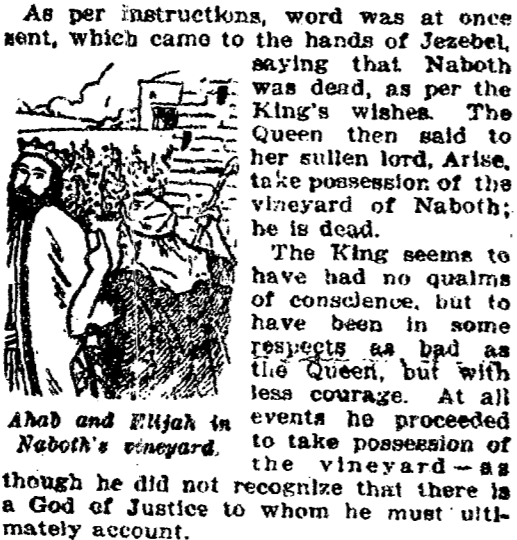 As per instructions, word was at once
sent, which came to the hands of Jezebel,
saying that Naboth
was dead, as per the
King's wishes. The
Queen then said to
her sullen lord, Arise,
take possession of the
vineyard of Naboth;
he is dead.
The King seems to
have had no qualms
of conscience, but to
have been in some
respects as bad as
the Queen, but with
less courage. At all
events he proceeded
to take possession of
the vineyard—as
though he did not recognize that there is
a God of Justice to whom he must ulti-
mately account.
Ahab and Elijah in
Naboth's vineyard.